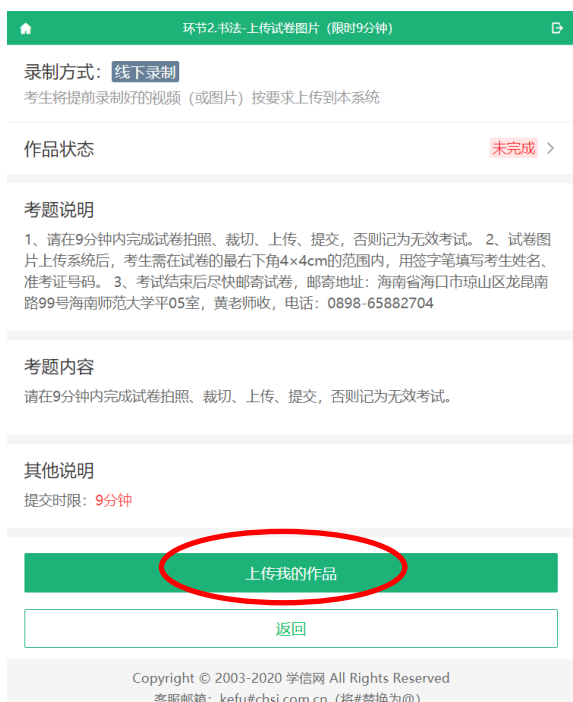 环节2.书法-上传试卷图片（限时9分钟）
录制方式：线下录制
考生将提前录制好的视频（或图片）按要求上传到本系统
作品状态 未完成
考题说明
1、请在9分钟内完成试卷拍照、裁切、上传、提交，否则记为无效考试。 2、试卷图
片上传系统后，考生需在试卷的最右下角4×4cm的范围内，用签字笔填写考生姓名、
准考证号码。 3、考试结束后尽快邮寄试卷，邮寄地址：海南省海口市琼山区龙昆南
路99号海南师范大学平05室，黄老师收，电话：0898-65882704
考题内容
请在9分钟内完成试卷拍照、裁切、上传、提交，否则记为无效考试。
其他说明
提交时限：9分钟
上传我的作品
返回
Copyright © 2003-2020 学信网 All Rights Reserved
客服邮箱：kefu#chsi.com.cn（将#替换为@）